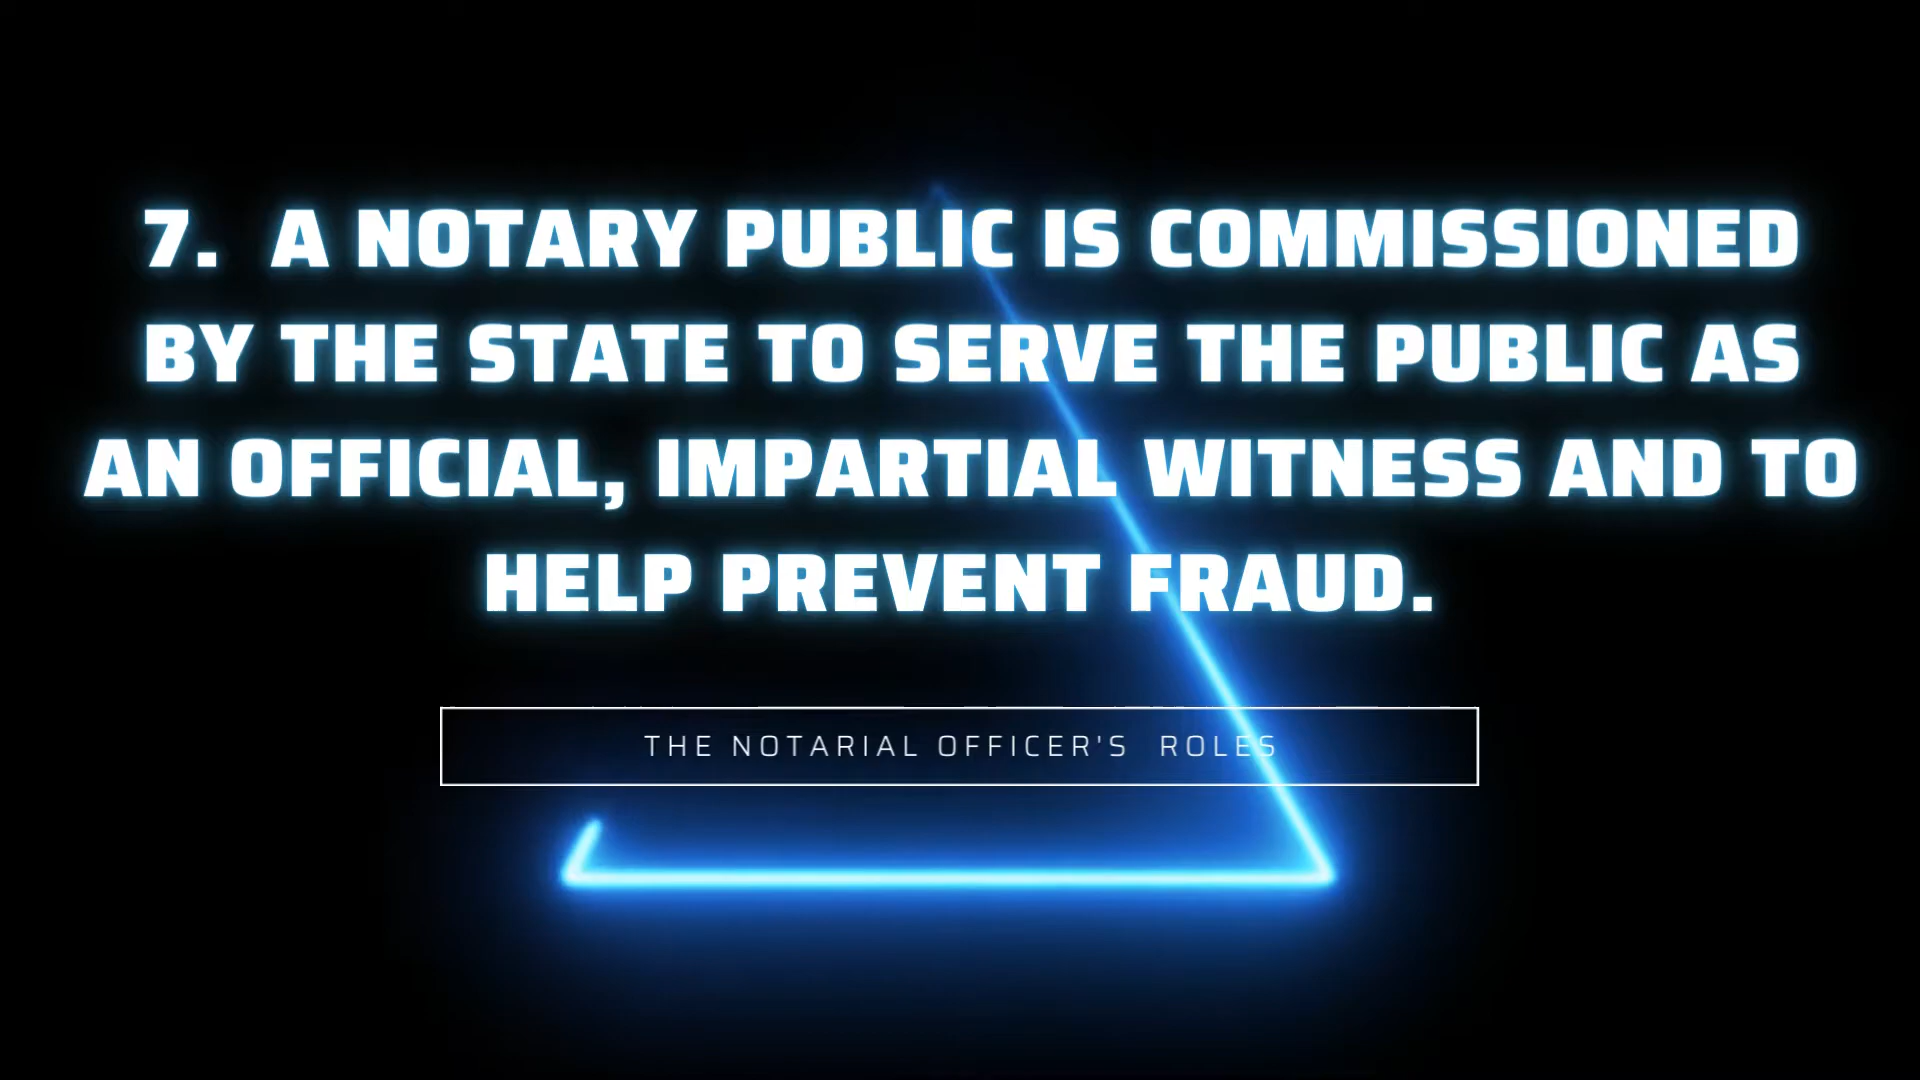 7.  A NOTARY PUBLIC IS COMMISSIONED
BY THE STATE TO SERVE THE PUBLIC AS
AN OFFICIAL, IMPARTIAL WITNESS AND TO
HELP PREVENT FRAUD.
THE NOTARIAL OFFICER'S  ROLES